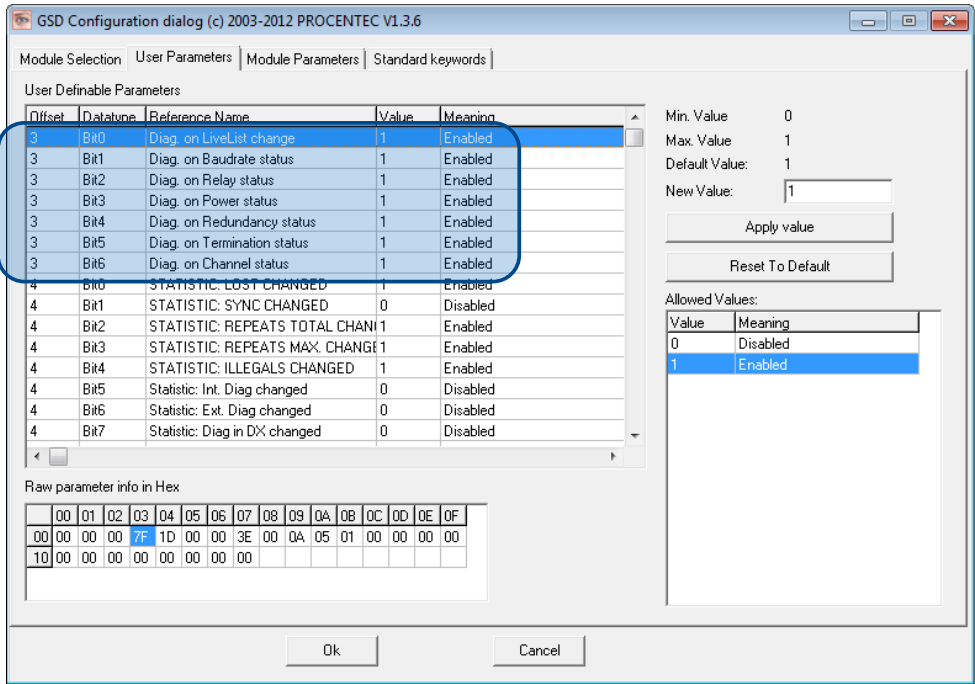 GSD Configuration dialog (c) 2003-2012 PROCENTEC V1.3.6
Module Selection User Parameters Module Parameters Standard keywords
User Definable Parameters
Offset Datatype Reference Name Value Meaning
3 Bit0 Diag. on LiveList change 1 Enabled
3 Bit1 Diag. on Baudrate status 1 Enabled
3 Bit2 Diag. on Relay status 1 Enabled
3 Bit3 Diag. on Power status 1 Enabled
3 Bit4 Diag. on Redundancy status 1 Enabled
3 Bit5 Diag. on Termination status 1 Enabled
3 Bit6 Diag. on Channel status 1 Enabled
4 Bit0 STATISTIC: LOST CHANGED 1 Enabled
4 Bit1 STATISTIC: SYNC CHANGED 0 Disabled
4 Bit2 STATISTIC: REPEATS TOTAL CHAN 1 Enabled
4 Bit3 STATISTIC: REPEATS MAX. CHANGE 1 Enabled
4 Bit4 STATISTIC: ILLEGALS CHANGED 1 Enabled
4 Bit5 Statistic: Int. Diag changed 0 Disabled
4 Bit6 Statistic: Ext. Diag changed 0 Disabled
4 Bit7 Statistic: Diag in DX changed 0 Disabled
Min. Value 0
Max. Value 1
Default Value: 1
New Value: 1
Apply value
Reset To Default
Allowed Values:
Value Meaning
0 Disabled
1 Enabled
Raw parameter info in Hex
00 01 02 03 04 05 06 07 08 09 0A 0B 0C 0D 0E 0F
00 00 00 00 7F 1D 00 00 3E 00 0A 05 01 00 00 00 00
10 00 00 00 00 00 00 00 00
Ok Cancel